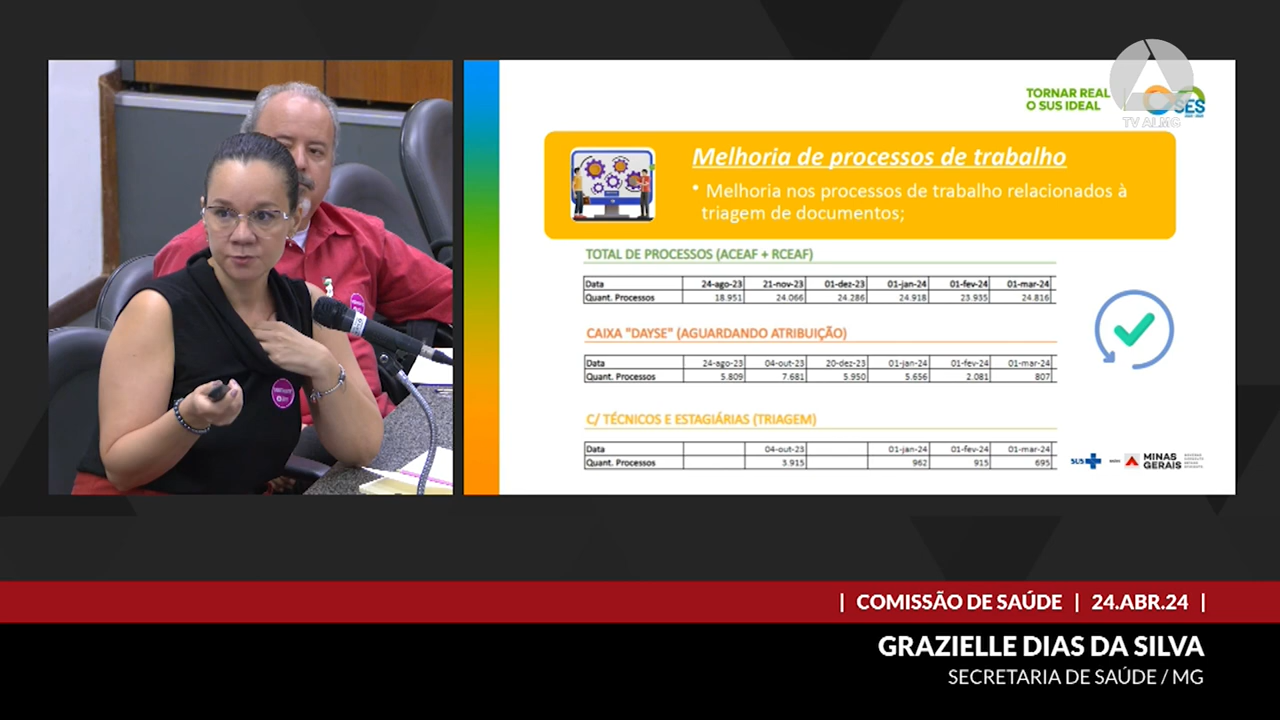 TORNAR REAL
O SUS IDEAL
SES
TV ALMG
Melhoria de processos de trabalho
• Melhoria nos processos de trabalho relacionados à
triagem de documentos;
TOTAL DE PROCESSOS (ACEAF + RCEAF)
Data 24-ago-23 21-nov-23 01-dez-23 01-jan-24 01-fev-24 01-mar-24
Quant. Processos 18.951 24.066 24.286 24.918 23.935 24.816
CAIXA "DAYSE" (AGUARDANDO ATRIBUIÇÃO)
Data 24-ago-23 04-out-23 20-dez-23 01-jan-24 01-fev-24 01-mar-24
Quant. Processos 5.809 7.681 5.950 5.656 2.081 807
C/ TÉCNICOS E ESTAGIÁRIAS (TRIAGEM)
Data 04-out-23 01-jan-24 01-fev-24 01-mar-24
Quant. Processos 3.915 962 915 695
SUS
MINAS
GERAIS
| COMISSÃO DE SAÚDE | 24.ABR.24 |
GRAZIELLE DIAS DA SILVA
SECRETARIA DE SAÚDE / MG